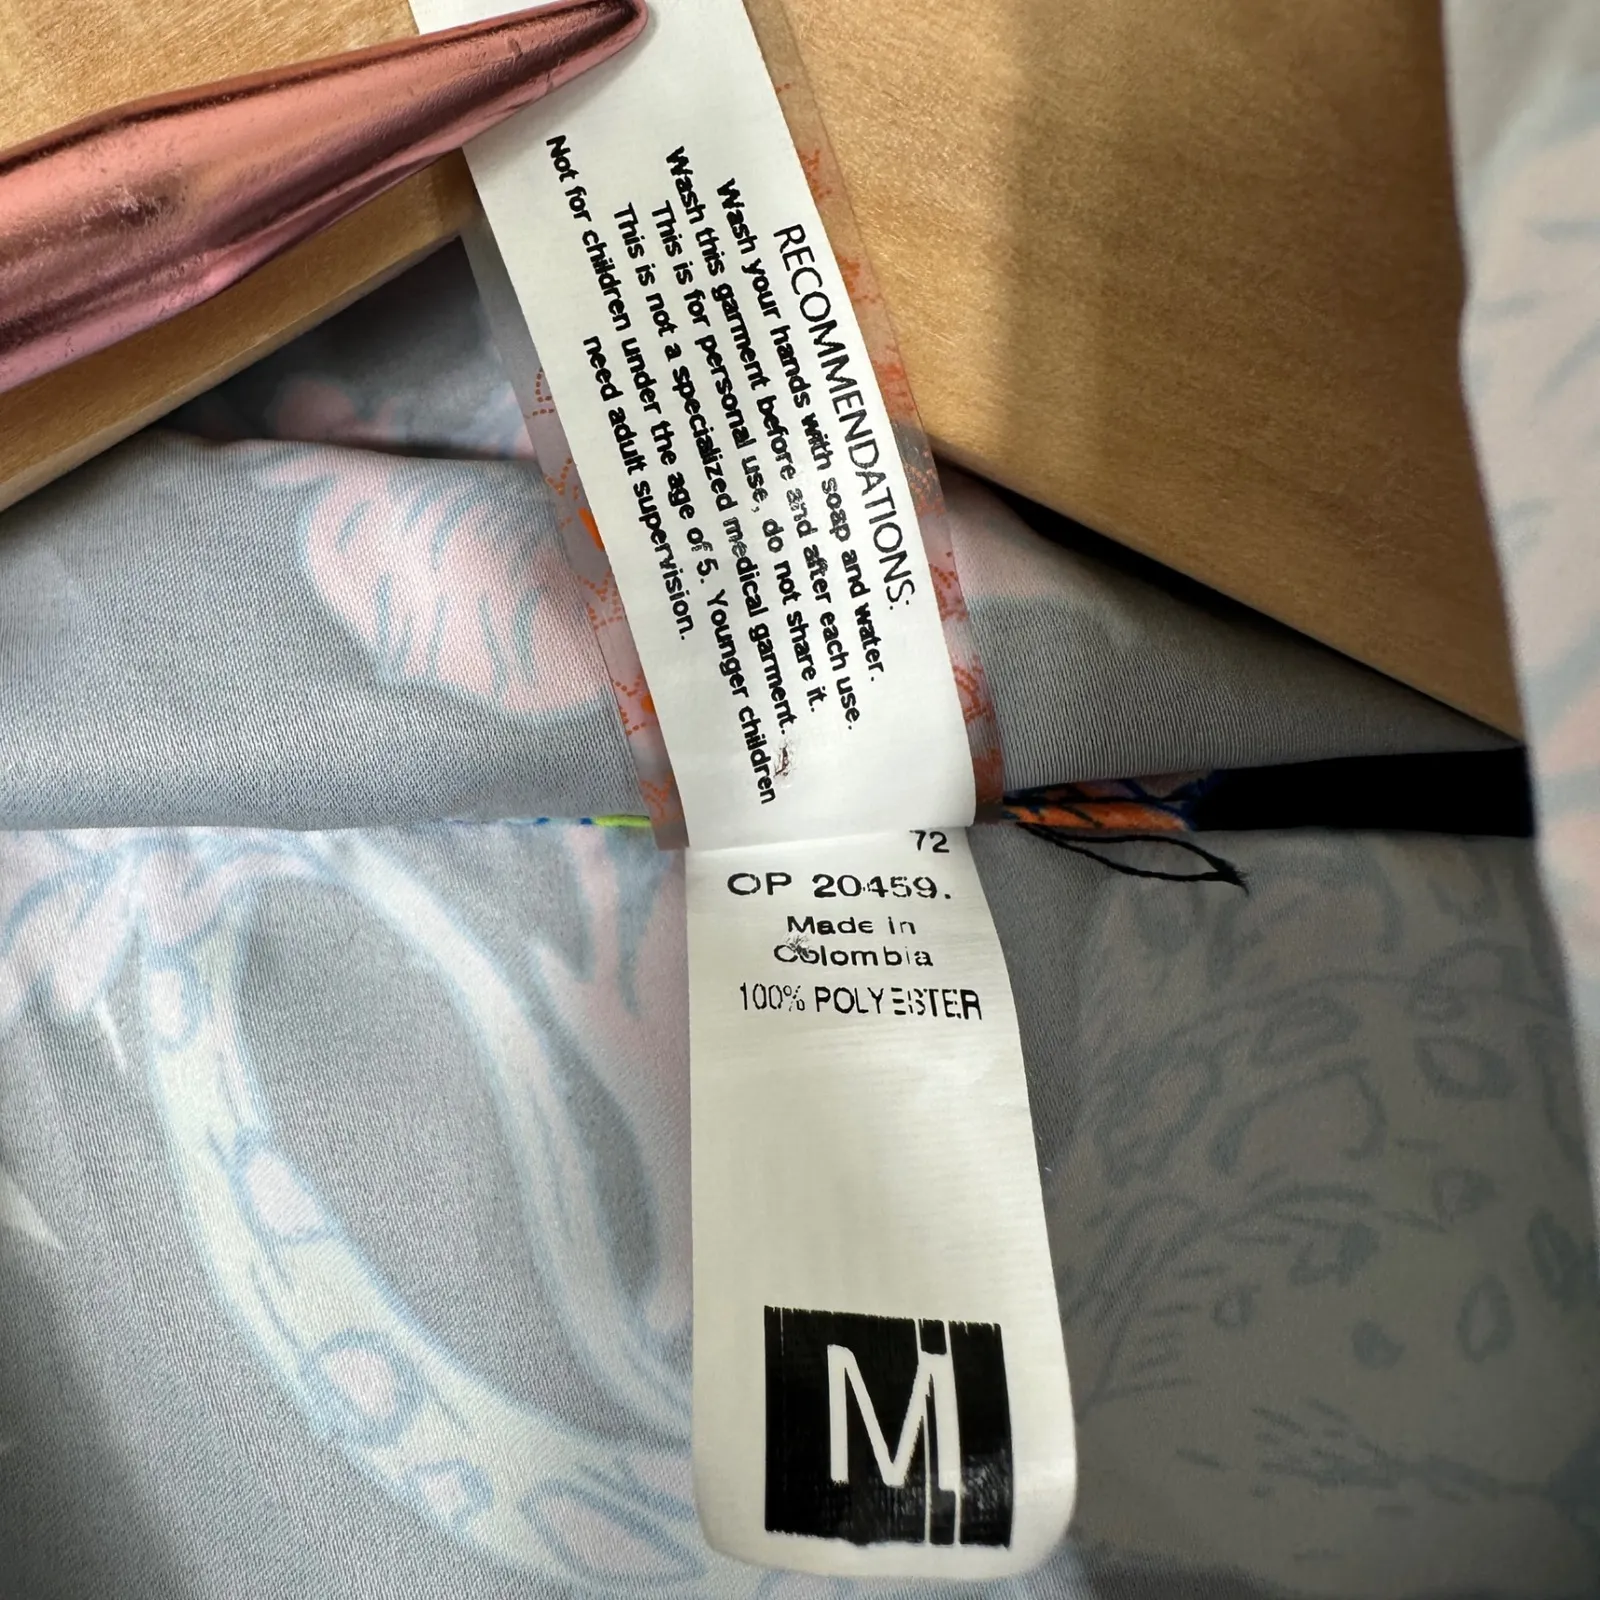 RECOMMENDATIONS:
Wash your hands with soap and water.
Wash this garment before and after each use.
This is for personal use, do not share it.
This is not a specialized medical garment.
Not for children under the age of 5. Younger children
need adult supervision.
72
OP 20459.
Made in
Colombia
100% POLYESTER
M